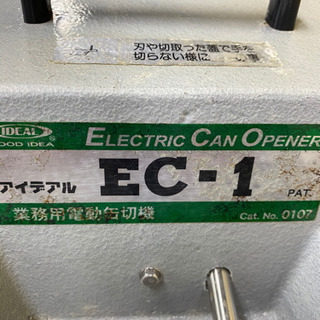 刃や切取った蓋で手を
切らない様に
IDEAL
OOD IDEA
ELECTRIC CAN OPENER
アイデアル
EC-1
PAT.
業務用電動缶切機
Cat. No. 0107